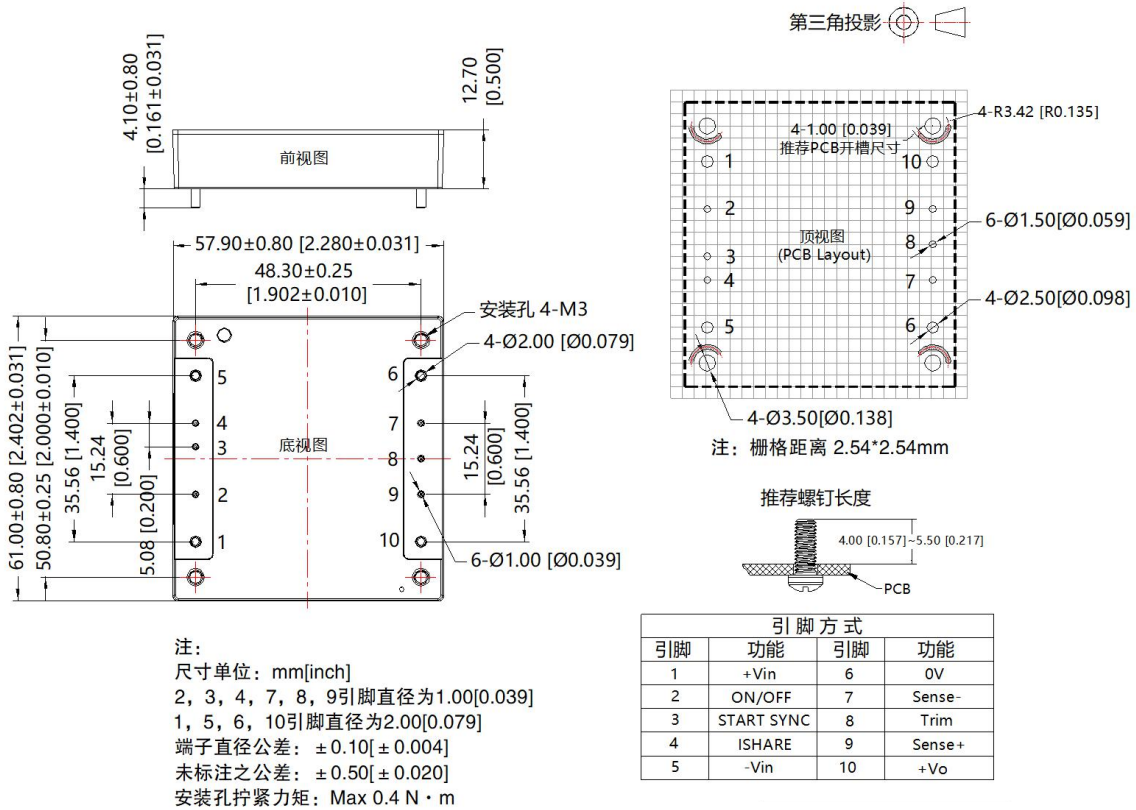 第三角投影
4.10±0.80
[0.161±0.031]
12.70
[0.500]
前视图
57.90±0.80 [2.280±0.031]
48.30±0.25
[1.902±0.010]
安装孔 4-M3
4-Ø2.00 [Ø0.079]
61.00±0.80 [2.402±0.031]
50.80±0.25 [2.000±0.010]
35.56 [1.400]
15.24
[0.600]
5.08 [0.200]
5
4
3
2
1
底视图
6
7
8
9
10
15.24
[0.600]
35.56 [1.400]
6-Ø1.00 [Ø0.039]
4-R3.42 [R0.135]
4-1.00 [0.039]
推荐PCB开槽尺寸
1
2
3
4
5
顶视图
(PCB Layout)
10
9
8
7
6
6-Ø1.50[Ø0.059]
4-Ø2.50[Ø0.098]
4-Ø3.50[Ø0.138]
注：栅格距离 2.54*2.54mm
推荐螺钉长度
4.00 [0.157]~5.50 [0.217]
PCB
注：
尺寸单位：mm[inch]
2，3，4，7，8，9引脚直径为1.00[0.039]
1，5，6，10引脚直径为2.00[0.079]
端子直径公差：±0.10[±0.004]
未标注之公差：±0.50[±0.020]
安装孔拧紧力矩：Max 0.4 N·m
引脚方式
引脚 功能 引脚 功能
1 +Vin 6 0V
2 ON/OFF 7 Sense-
3 START SYNC 8 Trim
4 ISHARE 9 Sense+
5 -Vin 10 +Vo